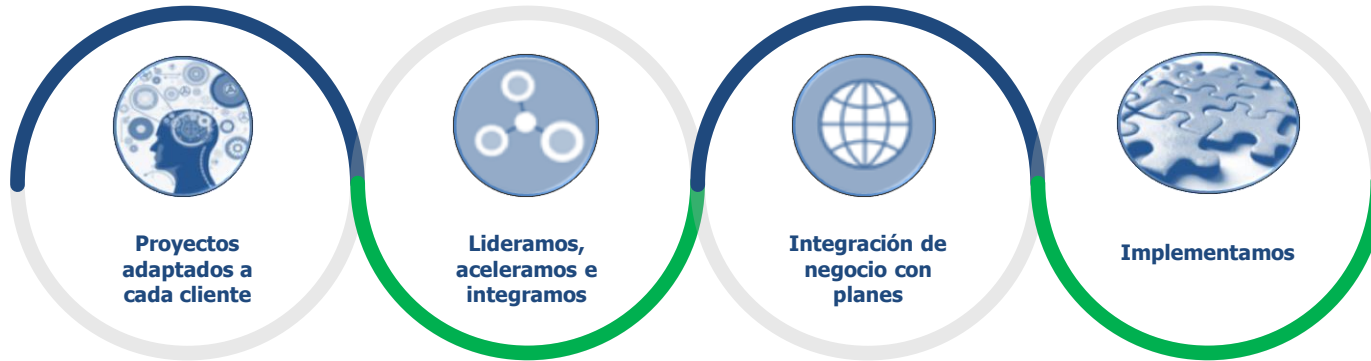 Proyectos
adaptados a
cada cliente
Lideramos,
aceleramos e
integramos
Integración de
negocio con
planes
Implementamos